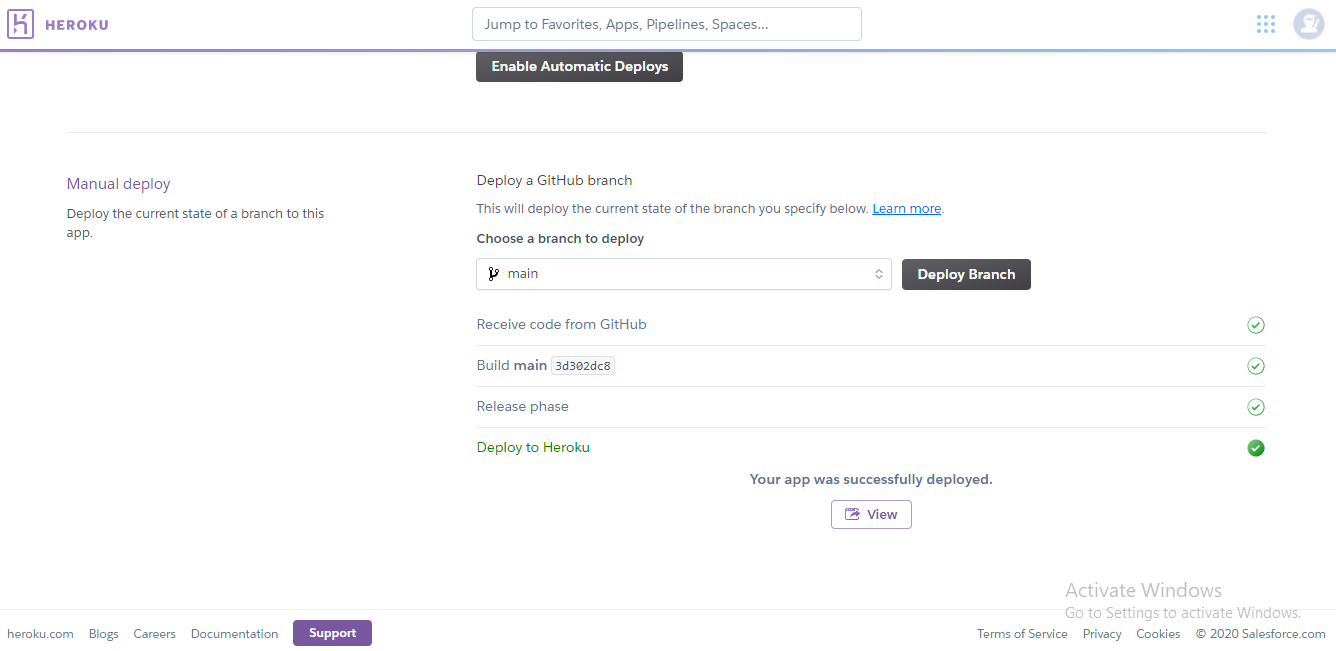 HEROKU
Jump to Favorites, Apps, Pipelines, Spaces...
Enable Automatic Deploys
Manual deploy
Deploy the current state of a branch to this
app.
Deploy a GitHub branch
This will deploy the current state of the branch you specify below. Learn more.
Choose a branch to deploy
main
Deploy Branch
Receive code from GitHub
Build main 3d302dc8
Release phase
Deploy to Heroku
Your app was successfully deployed.
View
Activate Windows
Go to Settings to activate Windows.
heroku.com Blogs Careers Documentation Support Terms of Service Privacy Cookies © 2020 Salesforce.com